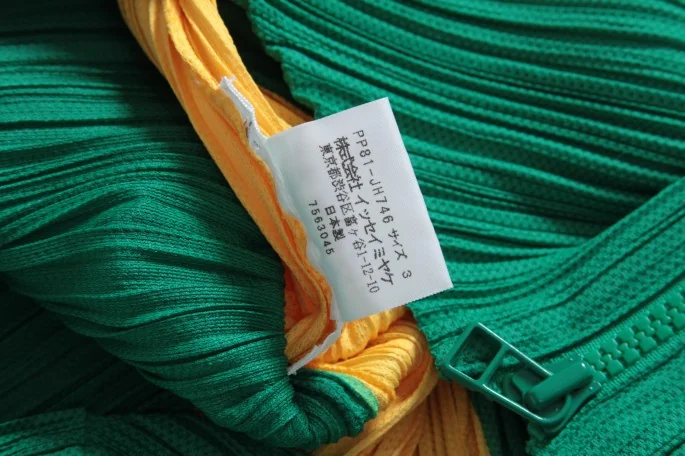 PP81-JH746 サイズ 3
株式会社 イッセイミヤケ
東京都渋谷区富ヶ谷1-12-10
日本製
7563045